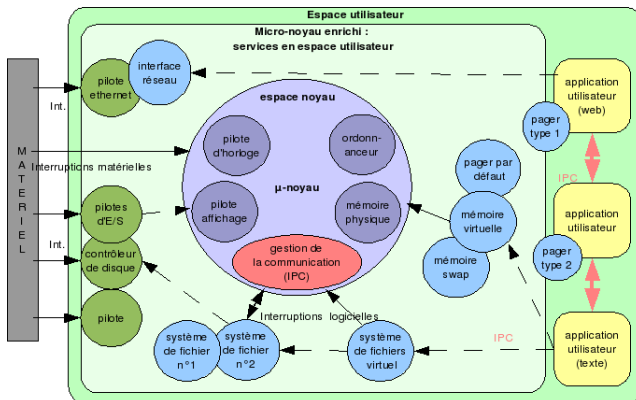 Espace utilisateur
Micro-noyau enrichi :
services en espace utilisateur
pilote
ethernet
interface
réseau
Int.
application
utilisateur
(web)
pager
type 1
espace noyau
pilote
d'horloge
ordonn-
anceur
M
A
T
E
R
I
E
L
Interruptions matérielles
pager par
défaut
IPC
μ-noyau
pilote
affichage
mémoire
physique
mémoire
virtuelle
pilotes
d'E/S
application
utilisateur
Int.
contrôleur
de disque
gestion de
la communication
(IPC)
mémoire
swap
pager
type 2
pilote
Interruptions logicielles
système
de fichier
n°1
système
de fichier
n°2
système
de fichiers
virtuel
IPC
application
utilisateur
(texte)